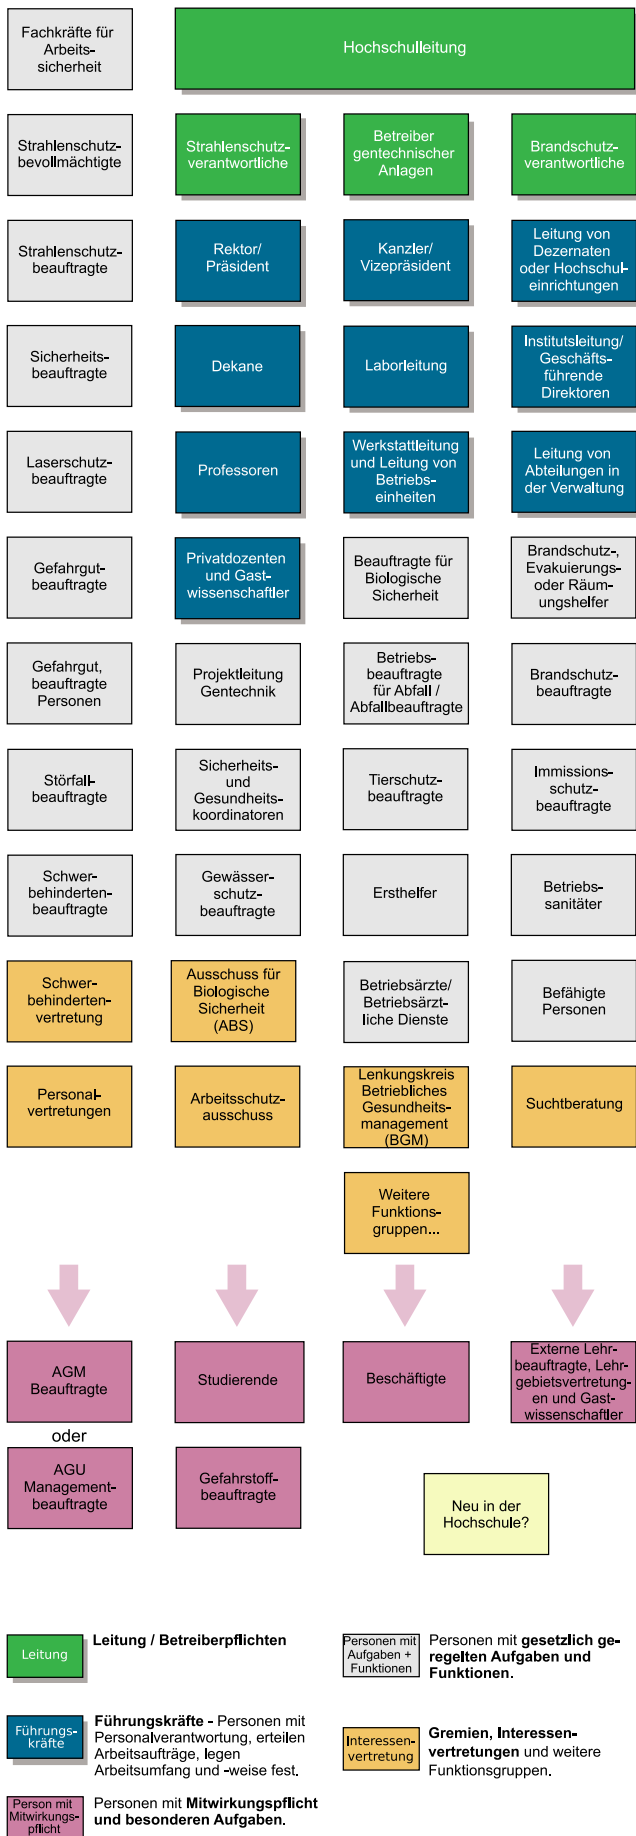 Fachkräfte für
Arbeits-
sicherheit
Hochschulleitung
Strahlenschutz-
bevollmächtigte
Strahlenschutz-
verantwortliche
Betreiber
gentechnischer
Anlagen
Brandschutz-
verantwortliche
Strahlenschutz-
beauftragte
Rektor/
Präsident
Kanzler/
Vizepräsident
Leitung von
Dezernaten
oder Hochschul-
einrichtungen
Sicherheits-
beauftragte
Dekane
Laborleitung
Institutsleitung/
Geschäfts-
führende
Direktoren
Laserschutz-
beauftragte
Professoren
Werkstattleitung
und Leitung von
Betriebs-
einheiten
Leitung von
Abteilungen in
der Verwaltung
Gefahrgut-
beauftragte
Privatdozenten
und Gast-
wissenschaftler
Beauftragte für
Biologische
Sicherheit
Brandschutz-,
Evakuierungs-
oder Räum-
ungshelfer
Gefahrgut,
beauftragte
Personen
Projektleitung
Gentechnik
Betriebs-
beauftragte
für Abfall /
Abfallbeauftragte
Brandschutz-
beauftragte
Störfall-
beauftragte
Sicherheits-
und
Gesundheits-
koordinatoren
Tierschutz-
beauftragte
Immissions-
schutz-
beauftragte
Schwer-
behinderten-
beauftragte
Gewässer-
schutz-
beauftragte
Ersthelfer
Betriebs-
sanitäter
Schwer-
behinderten-
vertretung
Ausschuss für
Biologische
Sicherheit
(ABS)
Betriebsärzte/
Betriebsärzt-
liche Dienste
Befähigte
Personen
Personal-
vertretungen
Arbeitsschutz-
ausschuss
Lenkungskreis
Betriebliches
Gesundheits-
management
(BGM)
Suchtberatung
Weitere
Funktions-
gruppen...
AGM
Beauftragte
Studierende
Beschäftigte
Externe Lehr-
beauftragte, Lehr-
gebietsvertretung-
en und Gast-
wissenschaftler
oder
AGU
Management-
beauftragte
Gefahrstoff-
beauftragte
Neu in der
Hochschule?
Leitung
Leitung / Betreiberpflichten
Personen mit
Aufgaben +
Funktionen
Personen mit gesetzlich ge-
regelten Aufgaben und
Funktionen.
Führungs-
kräfte
Führungskräfte - Personen mit
Personalverantwortung, erteilen
Arbeitsaufträge, legen
Arbeitsumfang und -weise fest.
Interessen-
vertretung
Gremien, Interessen-
vertretungen und weitere
Funktionsgruppen.
Person mit
Mitwirkungs-
pflicht
Personen mit Mitwirkungspflicht
und besonderen Aufgaben.